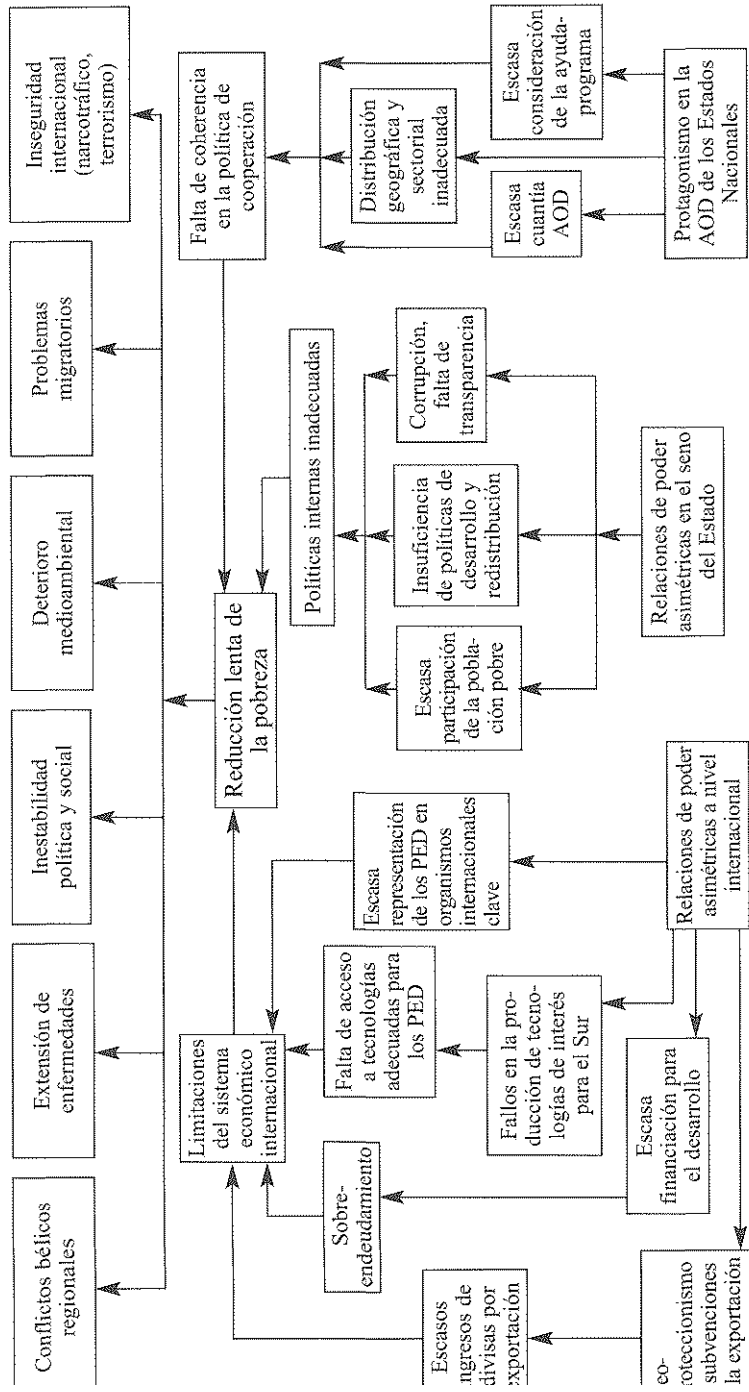 Conflictos bélicos
regionales
Extensión de
enfermedades
Inestabilidad
política y social
Deterioro
medioambiental
Problemas
migratorios
Inseguridad
internacional
(narcotráfico,
terrorismo)
Limitaciones
del sistema
económico
internacional
Reducción lenta de
la pobreza
Falta de coherencia
en la política de
cooperación
Escasos
ngresos de
divisas por
exportación
Sobre-
endeudamiento
Falta de acceso
a tecnologías
adecuadas para
los PED
Escasa
representación
de los PED en
organismos
internacionales
clave
Políticas internas inadecuadas
Escasa
participación
de la pobla-
ción pobre
Insuficiencia
de políticas de
desarrollo y
redistribución
Corrupción,
falta de
transparencia
Escasa
cuantía
AOD
Distribución
geográfica y
sectorial
inadecuada
Escasa
consideración
de la ayuda-
programa
eo-
roteccionismo
subvenciones
la exportación
Escasa
financiación para
el desarrollo
Fallos en la pro-
ducción de tecno-
logías de interés
para el Sur
Relaciones de poder
asimétricas a nivel
internacional
Relaciones de poder
asimétricas en el seno
del Estado
Protagonismo en la
AOD de los Estados
Nacionales